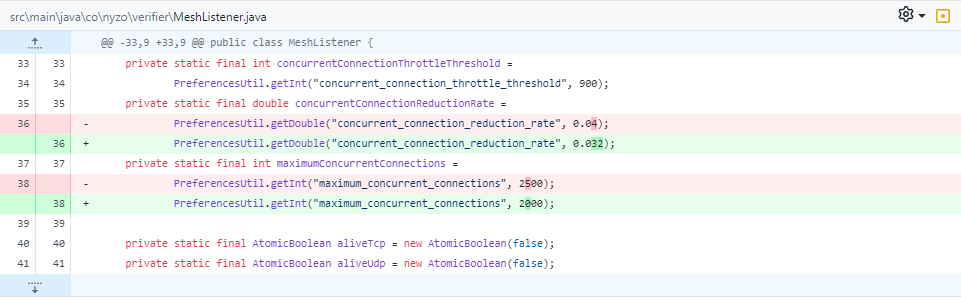 src\main\java\co\nyzo\verifier\MeshListener.java
@@ -33,9 +33,9 @@ public class MeshListener {
33 33 private static final int concurrentConnectionThrottleThreshold =
34 34 PreferencesUtil.getInt("concurrent_connection_throttle_threshold", 900);
35 35 private static final double concurrentConnectionReductionRate =
36 - PreferencesUtil.getDouble("concurrent_connection_reduction_rate", 0.04);
36 + PreferencesUtil.getDouble("concurrent_connection_reduction_rate", 0.032);
37 37 private static final int maximumConcurrentConnections =
38 - PreferencesUtil.getInt("maximum_concurrent_connections", 2500);
38 + PreferencesUtil.getInt("maximum_concurrent_connections", 2000);
39 39
40 40 private static final AtomicBoolean aliveTcp = new AtomicBoolean(false);
41 41 private static final AtomicBoolean aliveUdp = new AtomicBoolean(false);